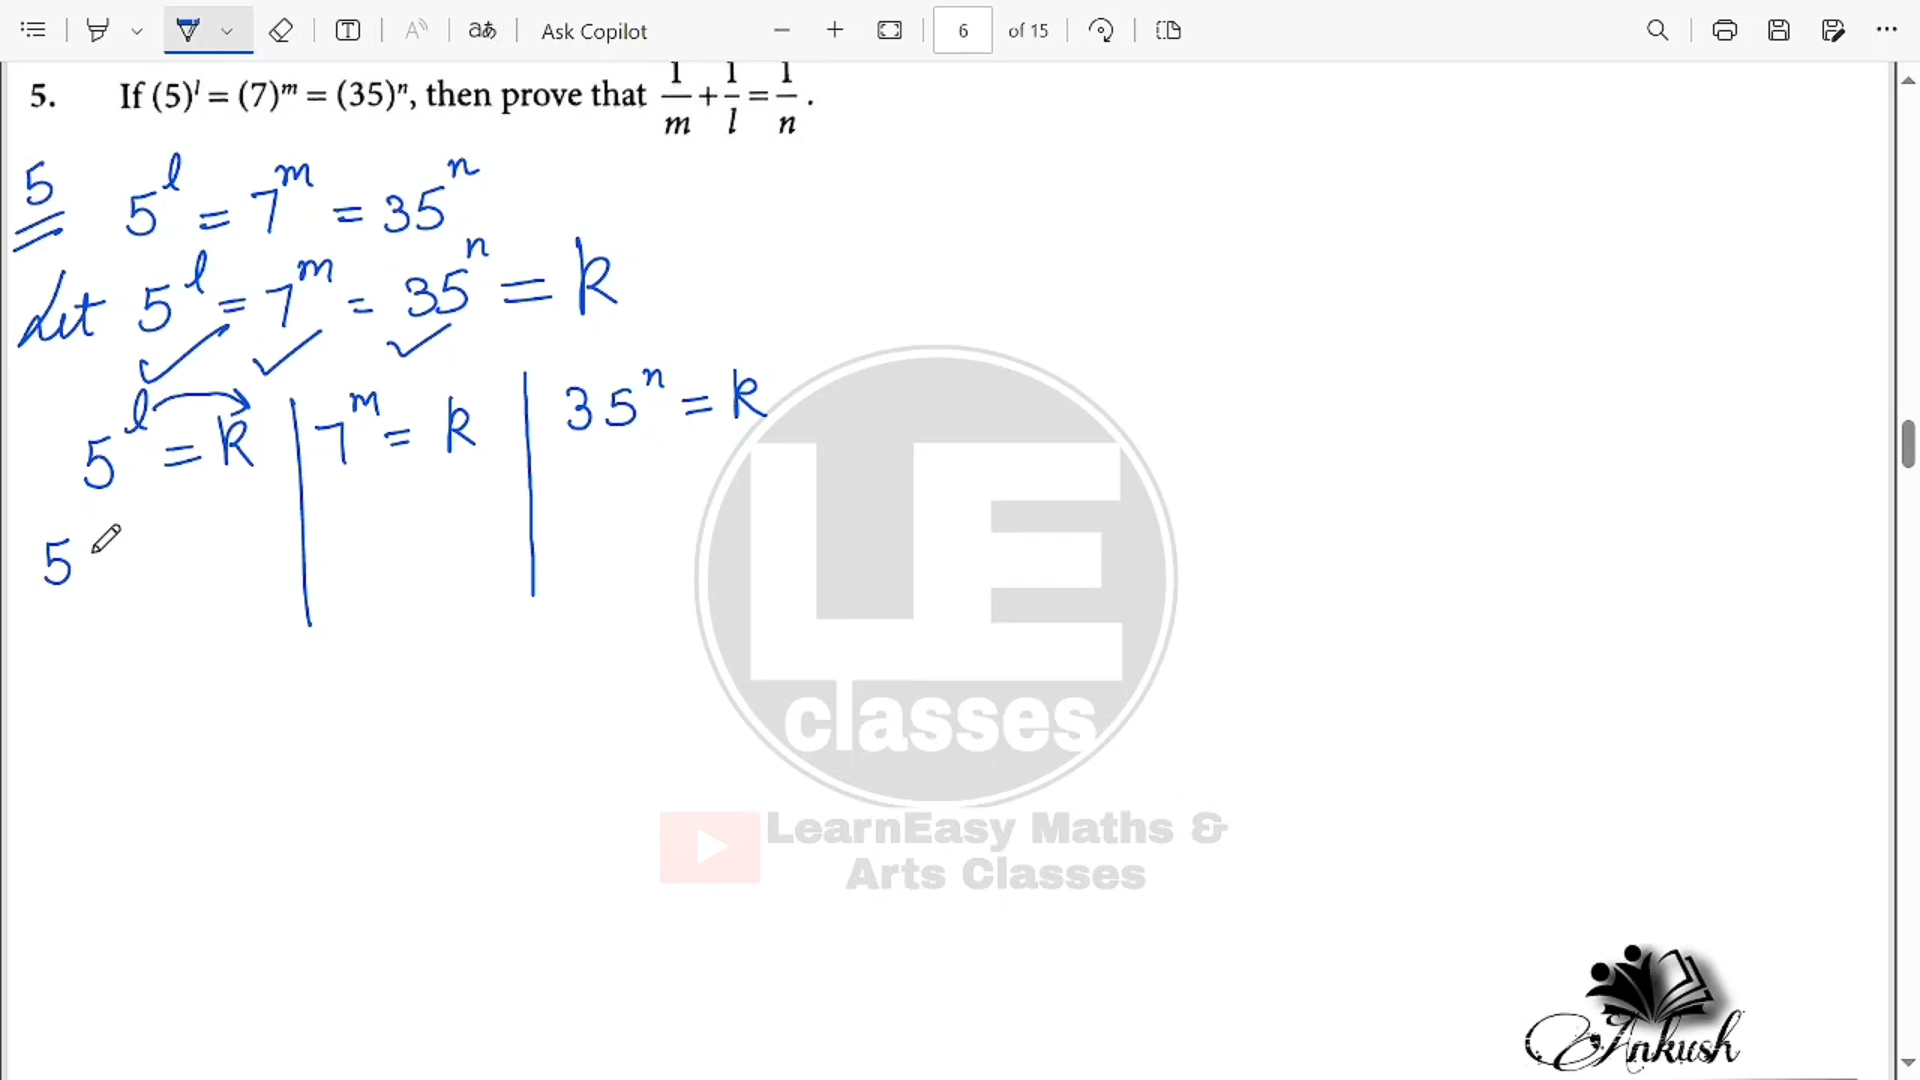 Ask Copilot 6 of 15
5. If (5)^l = (7)^m = (35)^n, then prove that 1/m + 1/l = 1/n .
5 5^l = 7^m = 35^n
Let 5^l = 7^m = 35^n = k
5^l = k | 7^m = k | 35^n = k
5
LE
classes
LearnEasy Maths &
Arts Classes
Ankush